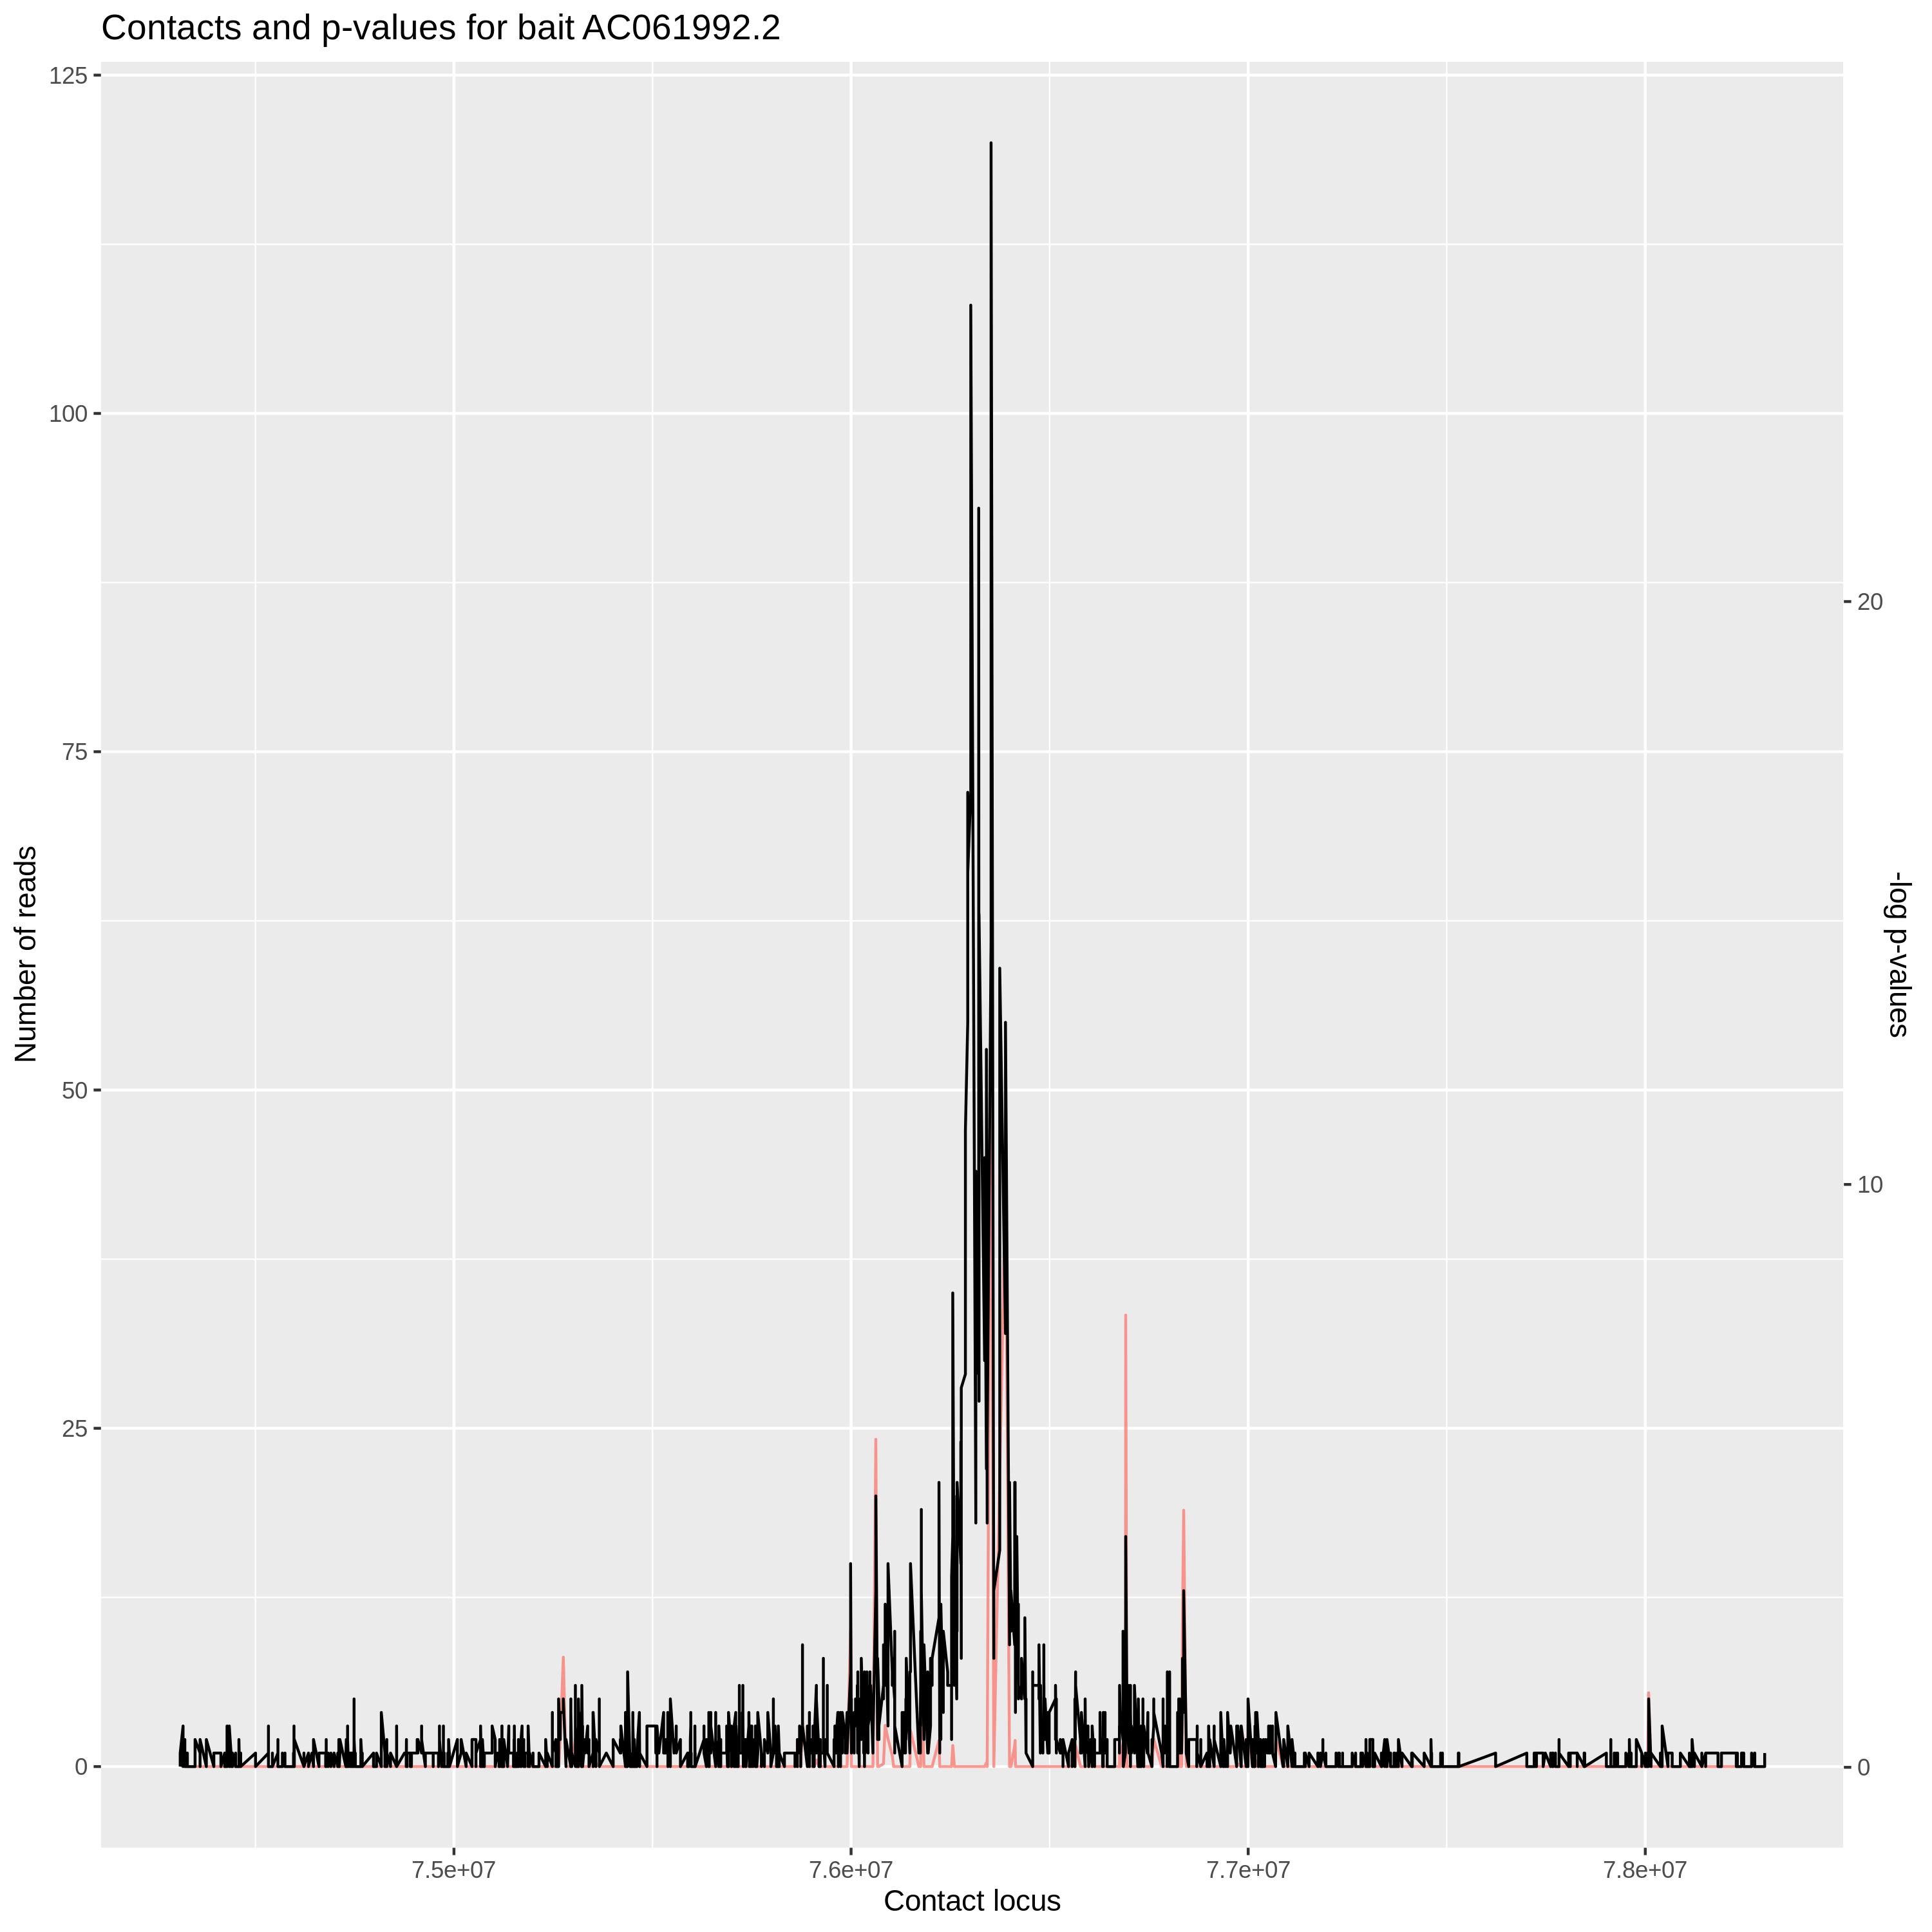 Contacts and p-values for bait AC061992.2
125
100
75
50
25
0
Number of reads
20
10
0
-log p-values
7.5e+07
7.6e+07
7.7e+07
7.8e+07
Contact locus